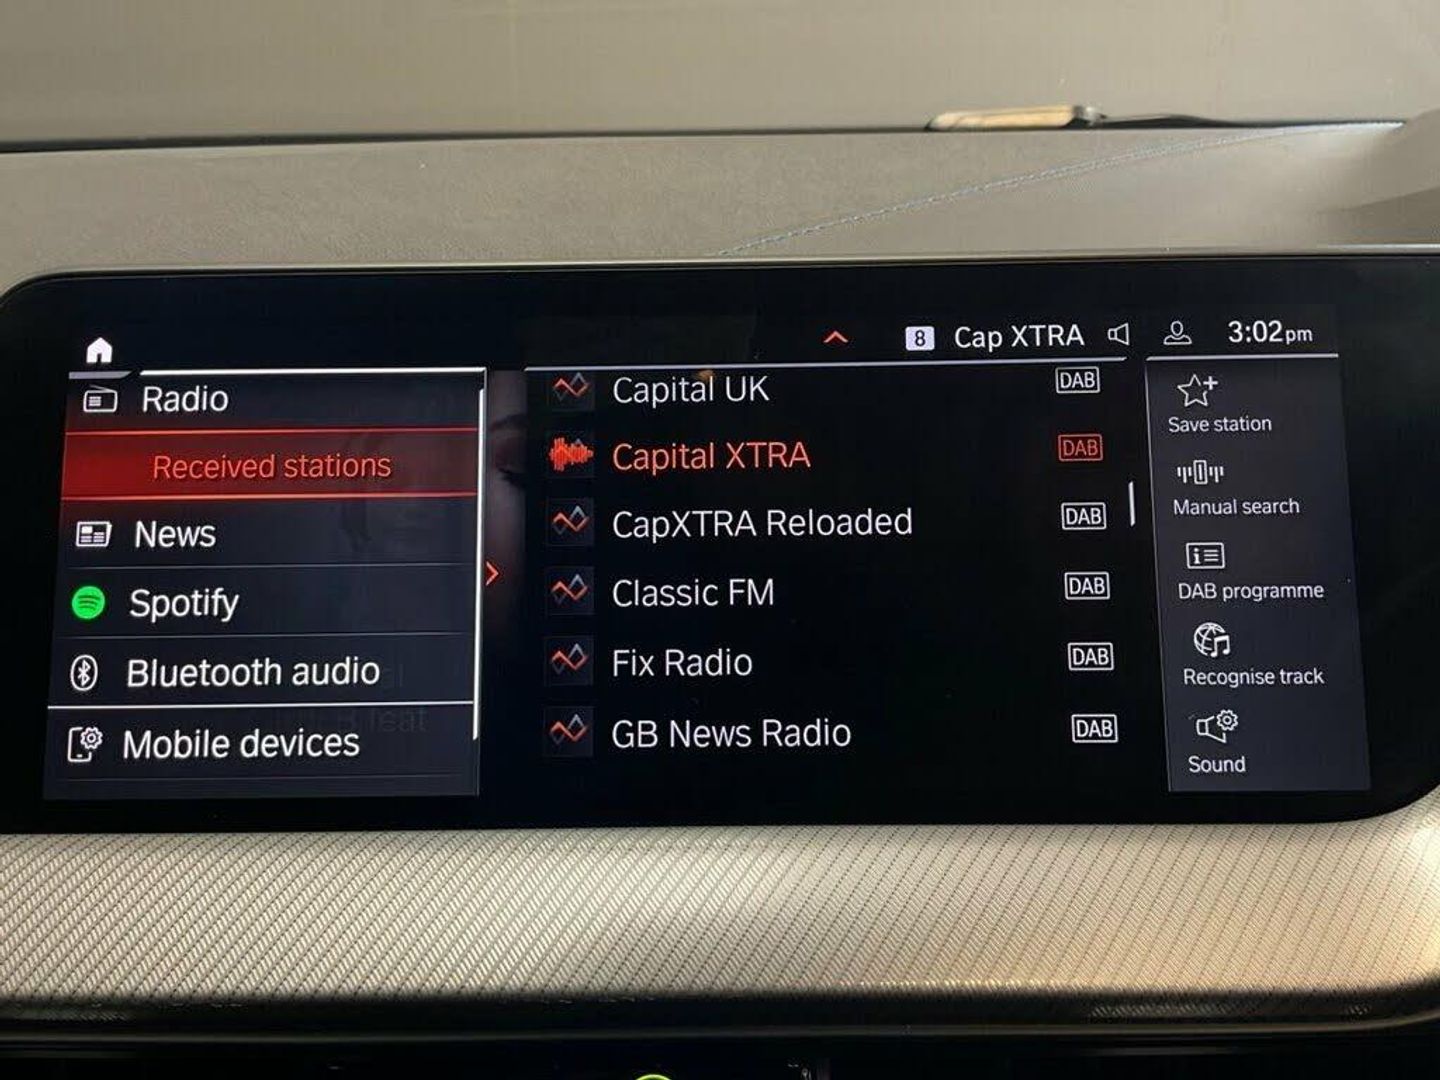 8 Cap XTRA 3:02pm
Radio
Received stations
News
Spotify
Bluetooth audio
Mobile devices
Capital UK DAB
Capital XTRA DAB
CapXTRA Reloaded DAB
Classic FM DAB
Fix Radio DAB
GB News Radio DAB
Save station
Manual search
DAB programme
Recognise track
Sound